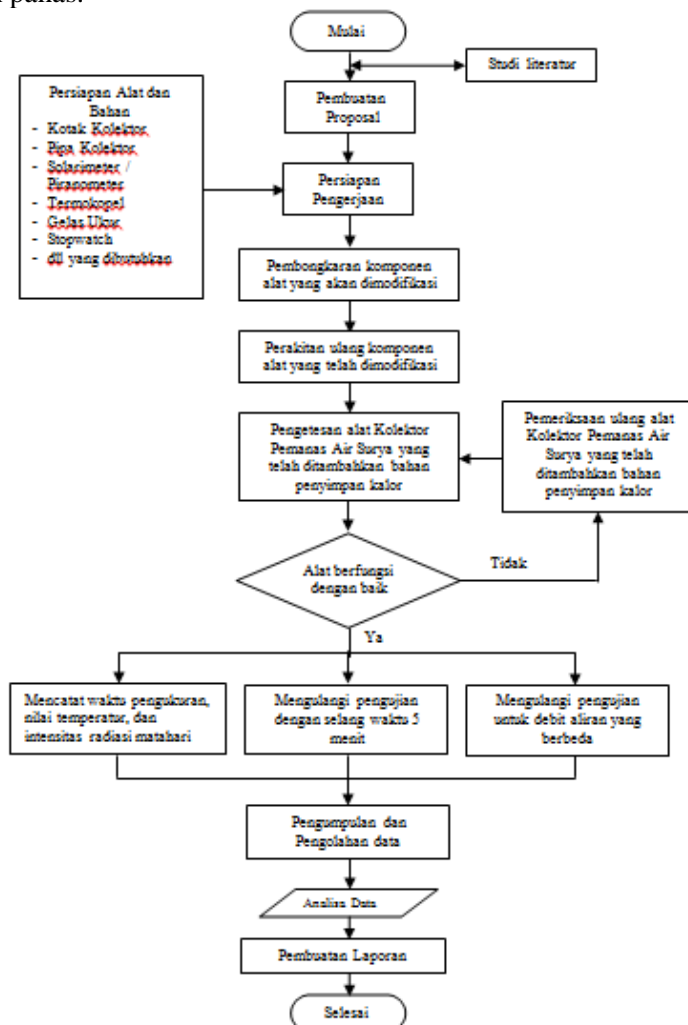 panas.
Mulai
Studi literatur
Pembuatan
Proposal
Persiapan Alat dan
Bahan
- Kotak Kolektor
- Pipa Kolektor
- Solarimeter /
Piranometer
- Termokopel
- Gelas Ukur
- Stopwatch
- dll yang dibutuhkan
Persiapan
Pengerjaan
Pembongkaran komponen
alat yang akan dimodifikasi
Perakitan ulang komponen
alat yang telah dimodifikasi
Pengetesan alat Kolektor
Pemanas Air Surya yang
telah ditambahkan bahan
penyimpan kalor
Pemeriksaan ulang alat
Kolektor Pemanas Air
Surya yang telah
ditambahkan bahan
penyimpan kalor
Alat berfungsi
dengan baik
Tidak
Ya
Mencatat waktu pengukuran,
nilai temperatur, dan
intensitas radiasi matahari
Mengulangi pengujian
dengan selang waktu 5
menit
Mengulangi pengujian
untuk debit aliran yang
berbeda
Pengumpulan dan
Pengolahan data
Analisa Data
Pembuatan Laporan
Selesai